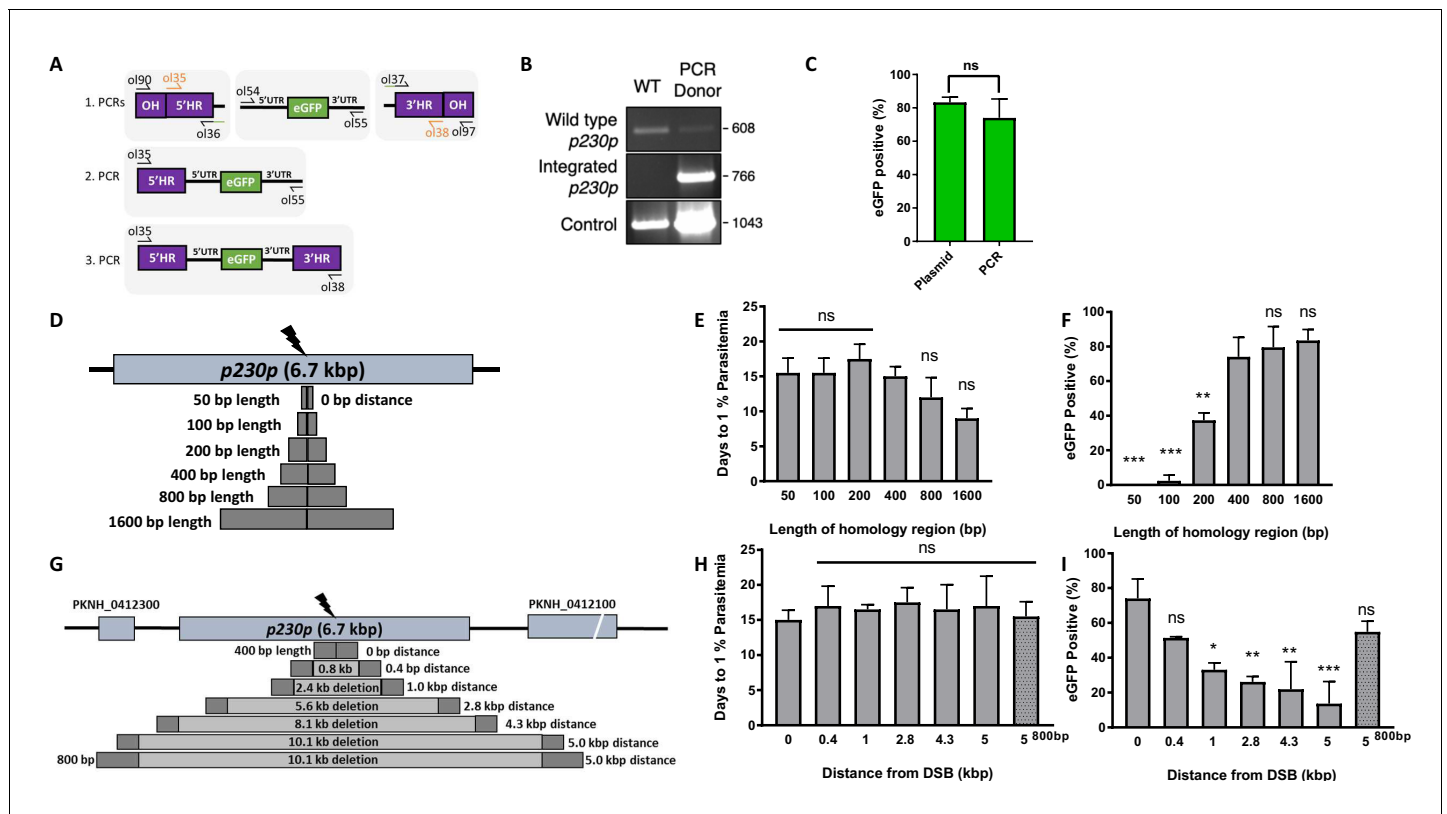 A
1. PCRs
ol90
ol35
OH
5'HR
ol36
ol54
5'UTR
eGFP
3'UTR
ol55
ol37
3'HR
OH
ol38
ol97
2. PCR
ol35
5'HR
5'UTR
eGFP
3'UTR
ol55
3. PCR
ol35
5'HR
5'UTR
eGFP
3'UTR
3'HR
ol38
B
WT
PCR
Donor
Wild type
p230p
608
Integrated
p230p
766
Control
1043
C
ns
eGFP positive (%)
100
80
60
40
20
0
Plasmid
PCR
D
p230p (6.7 kbp)
50 bp length
0 bp distance
100 bp length
200 bp length
400 bp length
800 bp length
1600 bp length
E
Days to 1 % Parasitemia
25
20
15
10
5
0
ns
ns
ns
50 100 200 400 800 1600
Length of homology region (bp)
F
eGFP Positive (%)
100
80
60
40
20
0
***
***
**
ns
ns
50 100 200 400 800 1600
Length of homology region (bp)
G
PKNH_0412300
PKNH_0412100
p230p (6.7 kbp)
400 bp length
0 bp distance
0.8 kb
0.4 bp distance
2.4 kb deletion
1.0 kbp distance
5.6 kb deletion
2.8 kbp distance
8.1 kb deletion
4.3 kbp distance
10.1 kb deletion
5.0 kbp distance
800 bp
10.1 kb deletion
5.0 kbp distance
H
Days to 1 % Parasitemia
25
20
15
10
5
0
ns
0 0.4 1 2.8 4.3 5 5 800bp
Distance from DSB (kbp)
I
eGFP Positive (%)
100
80
60
40
20
0
ns
*
**
**
***
ns
0 0.4 1 2.8 4.3 5 5 800bp
Distance from DSB (kbp)